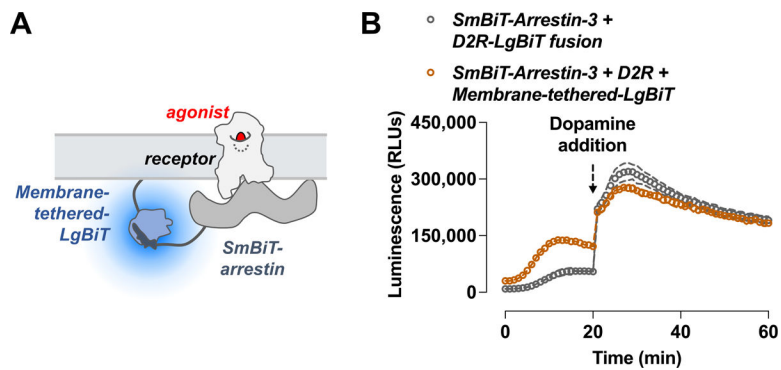 A
agonist
receptor
Membrane-
tethered-
LgBiT
SmBiT-
arrestin
B
SmBiT-Arrestin-3 +
D2R-LgBiT fusion
SmBiT-Arrestin-3 + D2R +
Membrane-tethered-LgBiT
Dopamine
addition
Luminescence (RLUs)
450,000
300,000
150,000
0
0
20
40
60
Time (min)